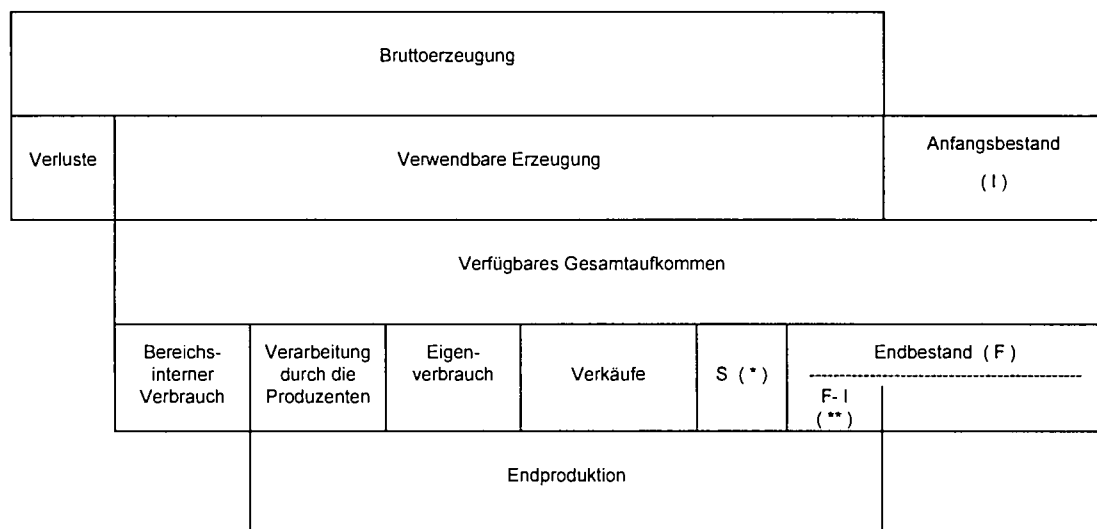 Bruttoerzeugung
Verluste
Verwendbare Erzeugung
Anfangsbestand
( I )
Verfügbares Gesamtaufkommen
Bereichs-
interner
Verbrauch
Verarbeitung
durch die
Produzenten
Eigen-
verbrauch
Verkäufe
S ( * )
Endbestand ( F )
F- I
( ** )
Endproduktion